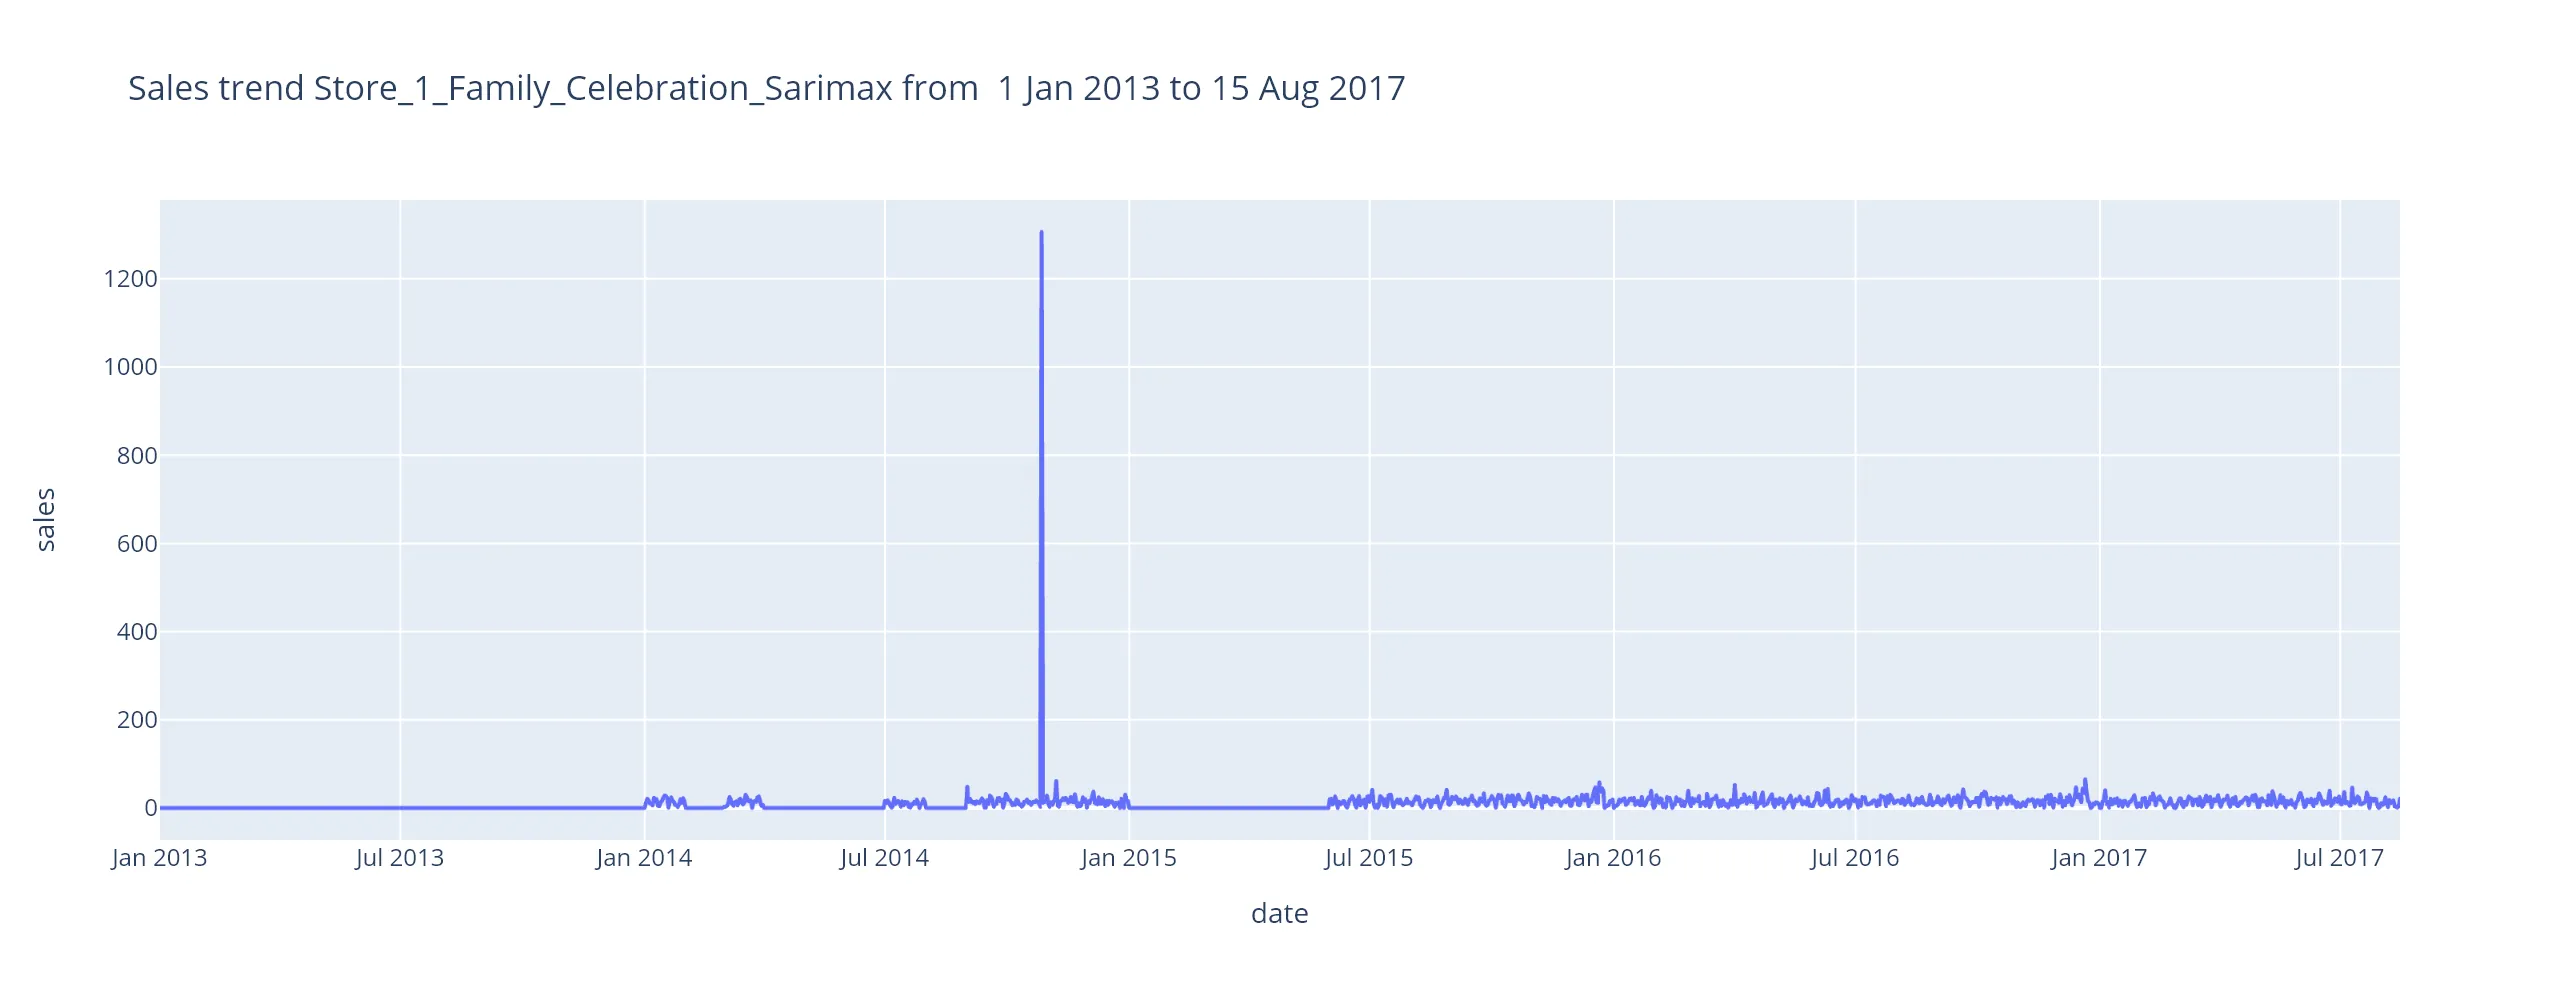 Sales trend Store_1_Family_Celebration_Sarimax from  1 Jan 2013 to 15 Aug 2017
1200
1000
800
600
400
200
0
sales
Jan 2013 Jul 2013 Jan 2014 Jul 2014 Jan 2015 Jul 2015 Jan 2016 Jul 2016 Jan 2017 Jul 2017
date